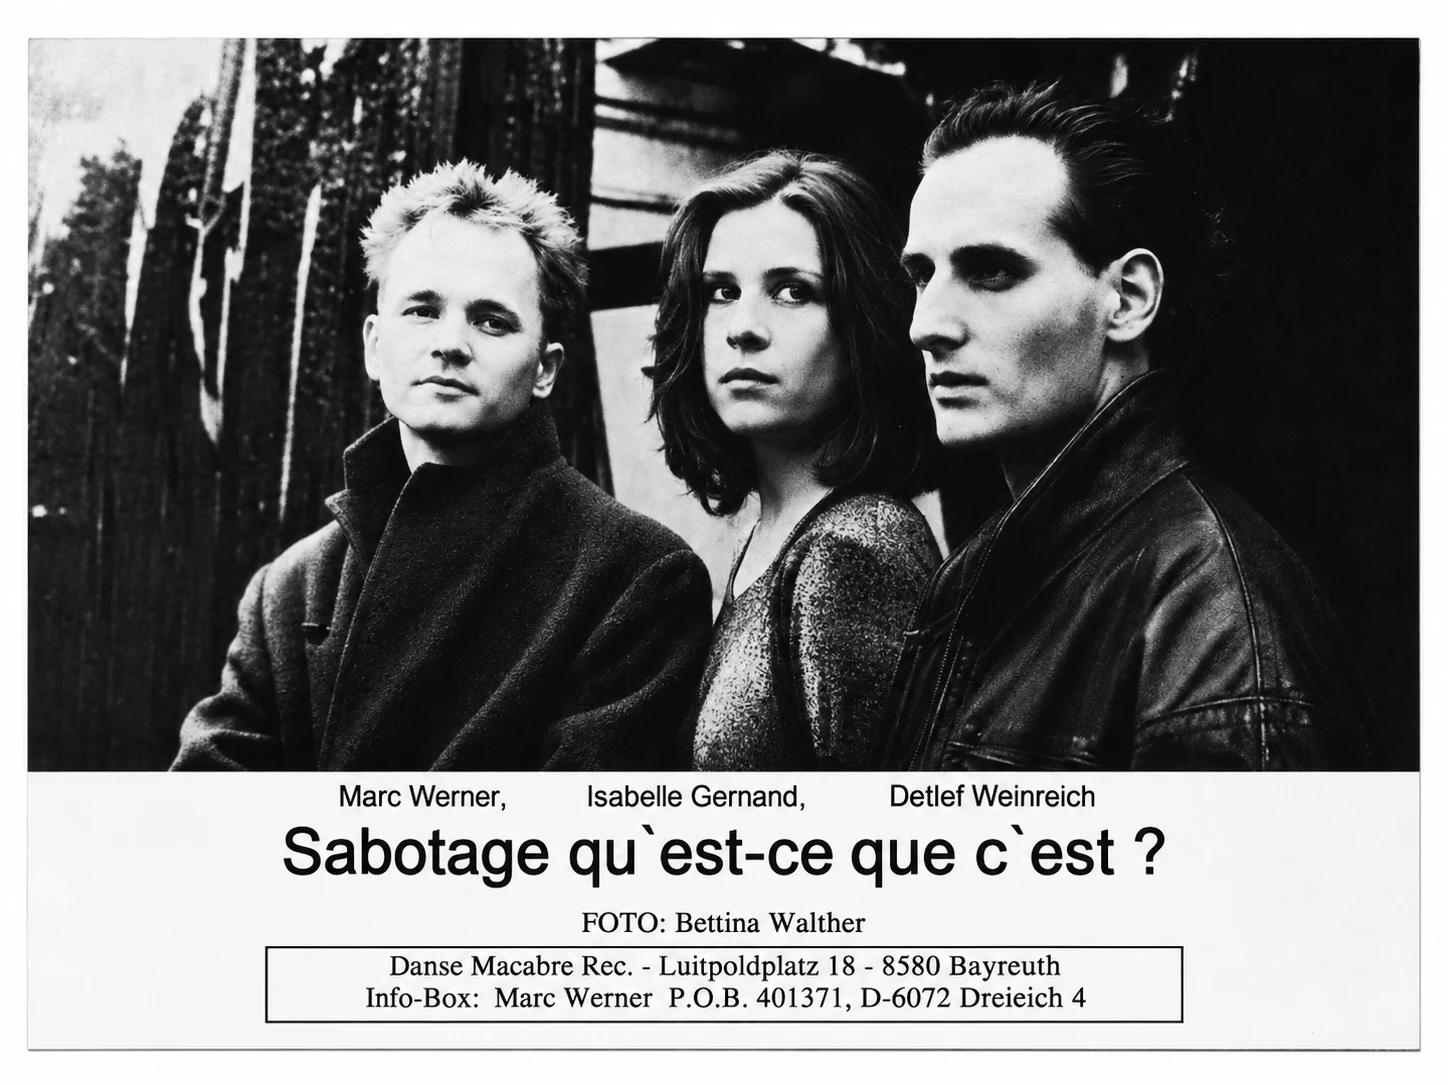 Marc Werner, Isabelle Gernand, Detlef Weinreich
Sabotage qu`est-ce que c`est ?
FOTO: Bettina Walther
Danse Macabre Rec. - Luitpoldplatz 18 - 8580 Bayreuth
Info-Box: Marc Werner P.O.B. 401371, D-6072 Dreieich 4